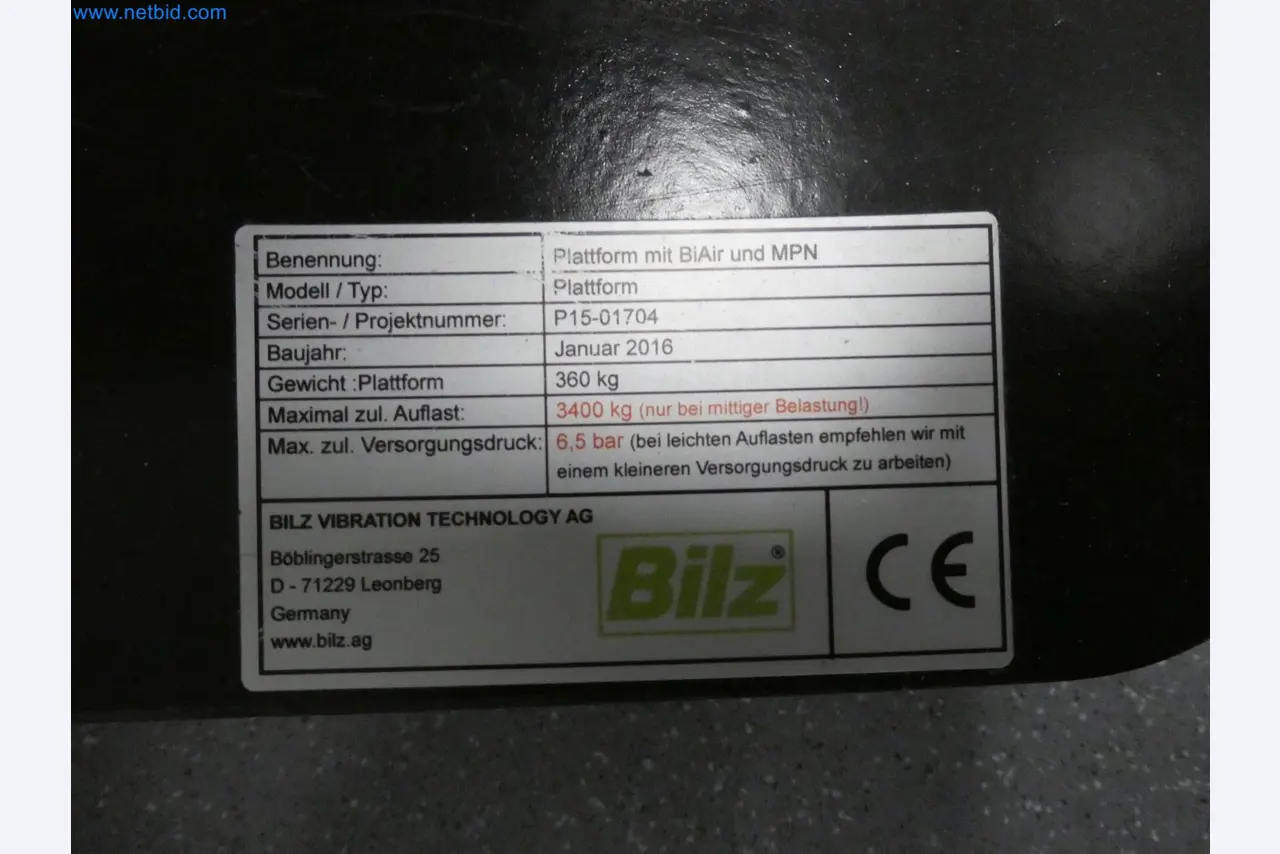 www.netbid.com
Benennung: Plattform mit BiAir und MPN
Modell / Typ: Plattform
Serien- / Projektnummer: P15-01704
Baujahr: Januar 2016
Gewicht :Plattform 360 kg
Maximal zul. Auflast: 3400 kg (nur bei mittiger Belastung!)
Max. zul. Versorgungsdruck: 6,5 bar (bei leichten Auflasten empfehlen wir mit
einem kleineren Versorgungsdruck zu arbeiten)
BILZ VIBRATION TECHNOLOGY AG
Böblingerstrasse 25
D - 71229 Leonberg
Germany
www.bilz.ag
Bilz®
CE